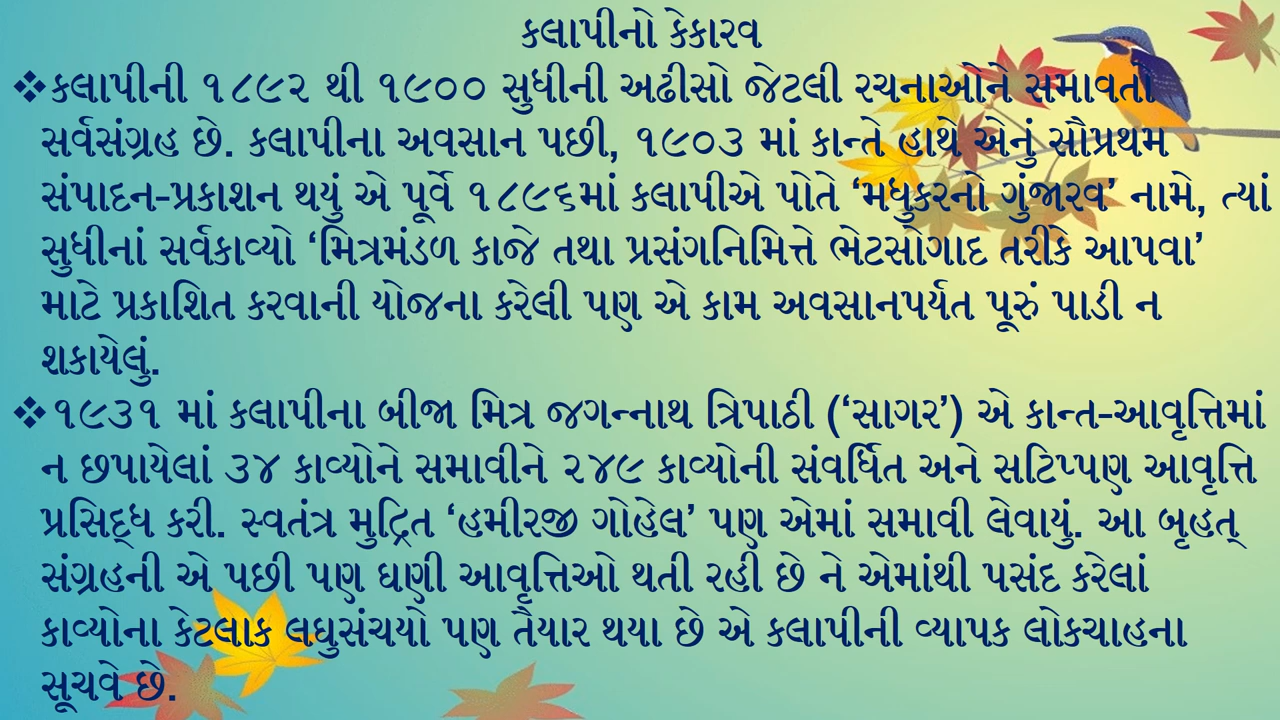 કલાપીનો કેકારવ
❖કલાપીની ૧૮૯૨ થી ૧૯૦૦ સુધીની અઢીસો જેટલી રચનાઓને સમાવતો
સર્વસંગ્રહ છે. કલાપીના અવસાન પછી, ૧૯૦૩ માં કાન્તે હાથે એનું સૌપ્રથમ
સંપાદન-પ્રકાશન થયું એ પૂર્વે ૧૮૯૬માં કલાપીએ પોતે ‘મધુકરનો ગુંજારવ’ નામે, ત્યાં
સુધીનાં સર્વકાવ્યો ‘મિત્રમંડળ કાજે તથા પ્રસંગનિમિત્તે ભેટસોગાદ તરીકે આપવા’
માટે પ્રકાશિત કરવાની યોજના કરેલી પણ એ કામ અવસાનપર્યત પૂરું પાડી ન
શકાયેલું.
❖૧૯૩૧ માં કલાપીના બીજા મિત્ર જગન્નાથ ત્રિપાઠી (‘સાગર’) એ કાન્ત-આવૃત્તિમાં
ન છપાયેલાં ૩૪ કાવ્યોને સમાવીને ૨૪૯ કાવ્યોની સંવર્ધિત અને સટિપ્પણ આવૃત્તિ
પ્રસિદ્ધ કરી. સ્વતંત્ર મુદ્રિત ‘હમીરજી ગોહેલ’ પણ એમાં સમાવી લેવાયું. આ બૃહત્
સંગ્રહની એ પછી પણ ઘણી આવૃત્તિઓ થતી રહી છે ને એમાંથી પસંદ કરેલાં
કાવ્યોના કેટલાક લઘુસંચયો પણ તૈયાર થયા છે એ કલાપીની વ્યાપક લોકચાહના
સૂચવે છે.